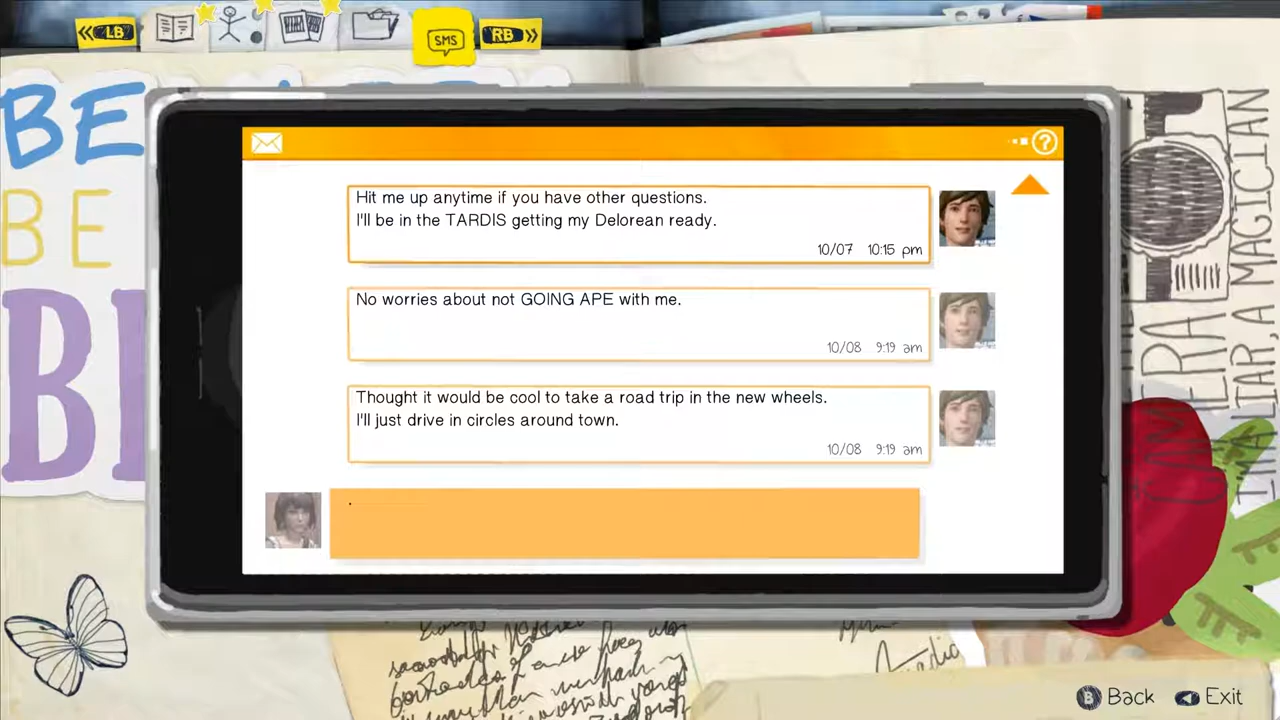 LB
SMS
RB
BE
BE
Hit me up anytime if you have other questions.
I'll be in the TARDIS getting my Delorean ready.
10/07 10:15 pm
No worries about not GOING APE with me.
10/08 9:19 am
Thought it would be cool to take a road trip in the new wheels.
I'll just drive in circles around town.
10/08 9:19 am
.
LIAR, A MAGICIAN
B Back
Exit